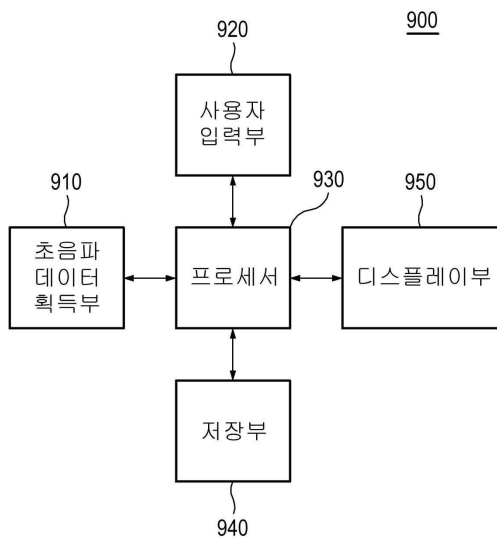 900
920
사용자
입력부
910
초음파
데이터
획득부
930
프로세서
950
디스플레이부
저장부
940